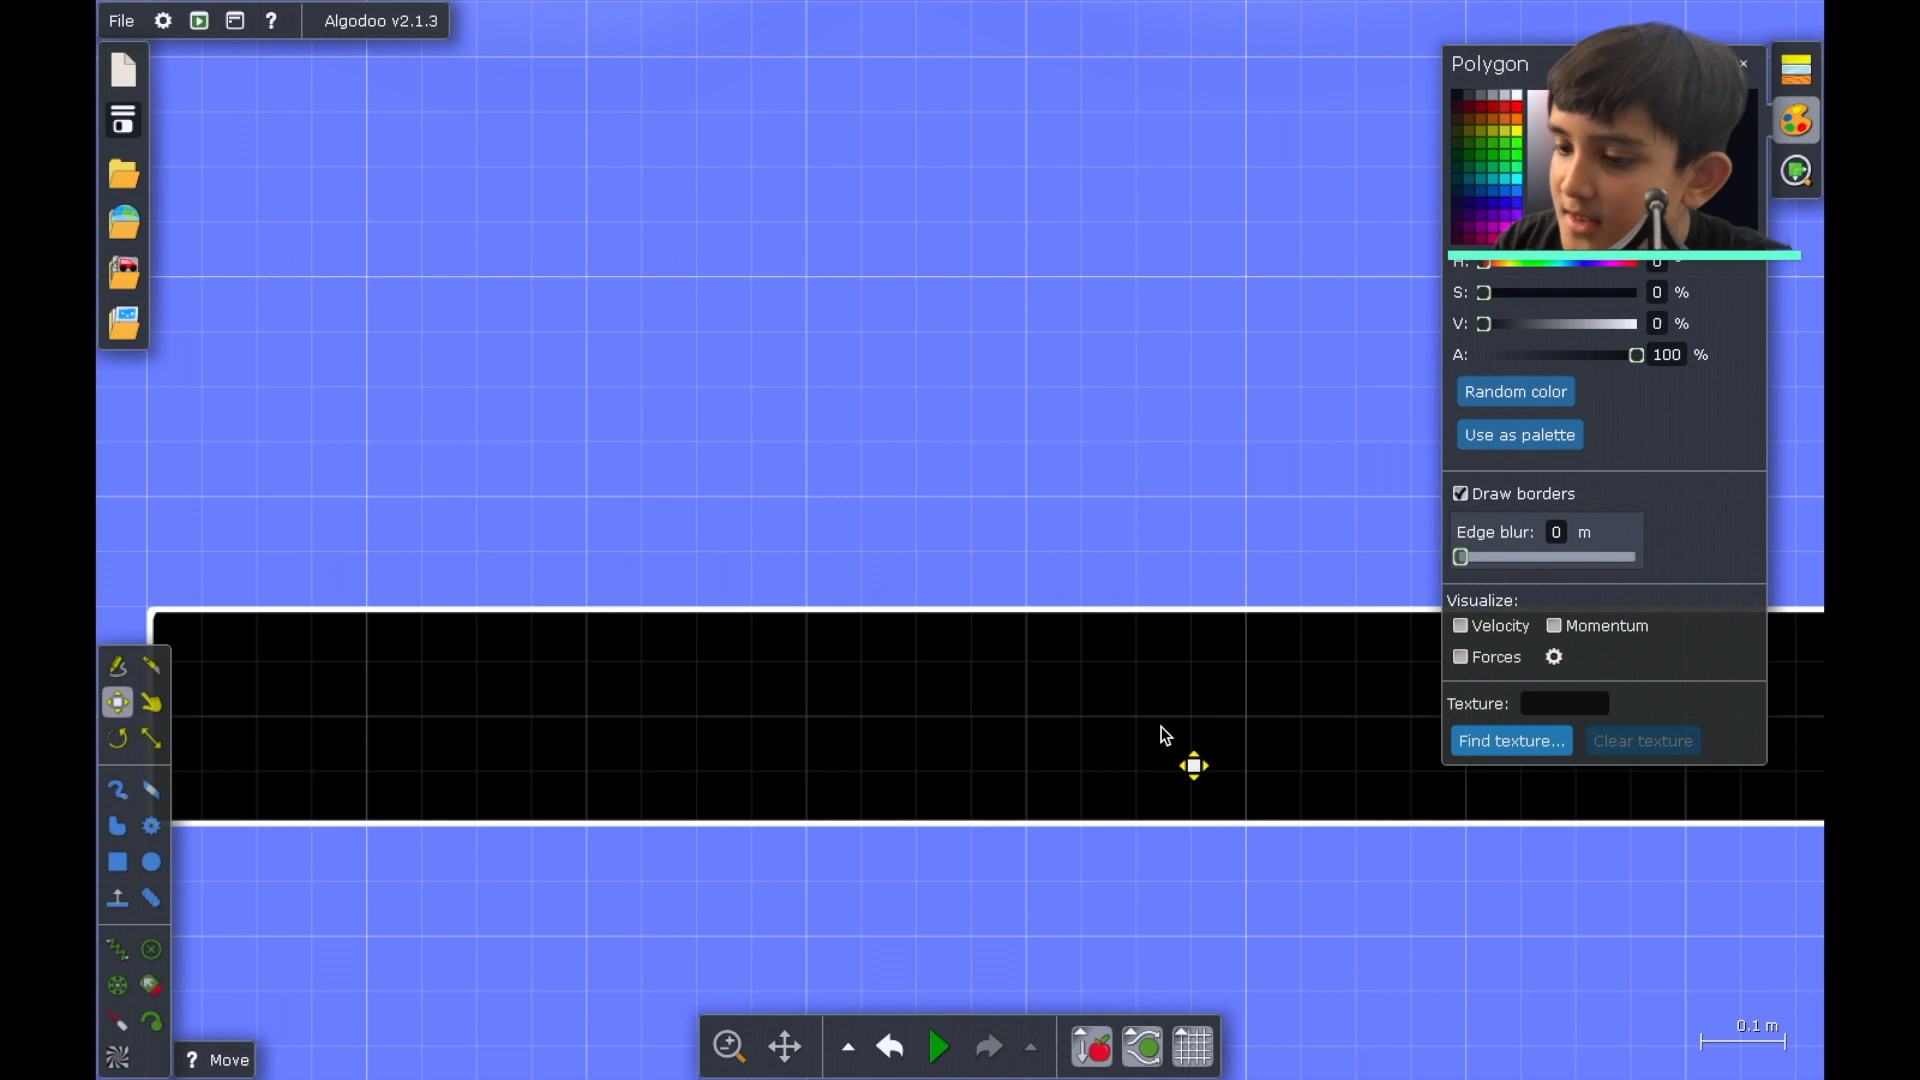 File ? Algodoo v2.1.3
Polygon ×
H: 0 °
S: 0 %
V: 0 %
A: 100 %
Random color
Use as palette
Draw borders
Edge blur: 0 m
Visualize:
Velocity Momentum
Forces
Texture:
Find texture... Clear texture
0.1 m
? Move